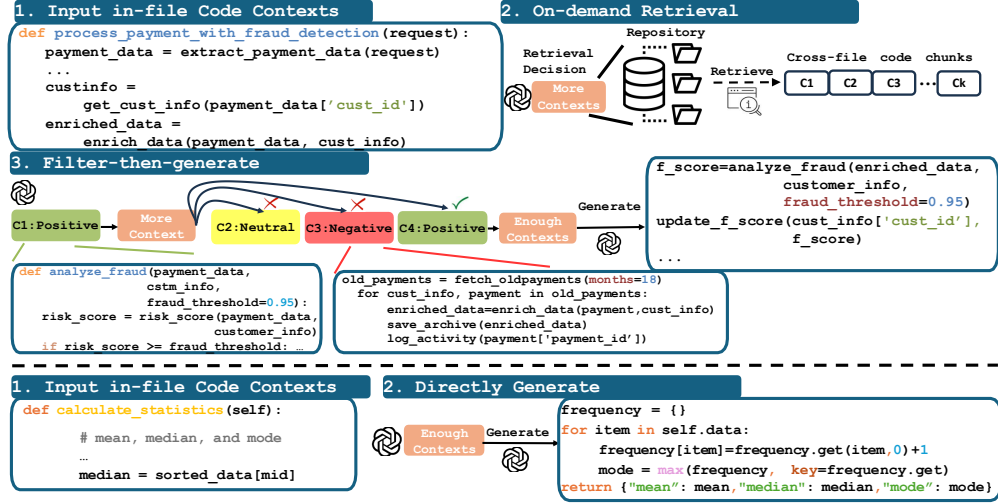 1. Input in-file Code Contexts
def process_payment_with_fraud_detection(request):
payment_data = extract_payment_data(request)
...
custinfo =
get_cust_info(payment_data['cust_id'])
enriched_data =
enrich_data(payment_data, cust_info)
2. On-demand Retrieval
Repository
Retrieval
Decision
More
Contexts
Retrieve
Cross-file code chunks
C1 C2 C3 ... Ck
3. Filter-then-generate
C1:Positive
More
Context
C2:Neutral
C3:Negative
C4:Positive
Enough
Contexts
Generate
f_score=analyze_fraud(enriched_data,
customer_info,
fraud_threshold=0.95)
update_f_score(cust_info['cust_id'],
f_score)
...
def analyze_fraud(payment_data,
cstm_info,
fraud_threshold=0.95):
risk_score = risk_score(payment_data,
customer_info)
if risk_score >= fraud_threshold: …
old_payments = fetch_oldpayments(months=18)
for cust_info, payment in old_payments:
enriched_data=enrich_data(payment,cust_info)
save_archive(enriched_data)
log_activity(payment['payment_id'])
1. Input in-file Code Contexts
def calculate_statistics(self):
# mean, median, and mode
…
median = sorted_data[mid]
2. Directly Generate
Enough
Contexts
Generate
frequency = {}
for item in self.data:
frequency[item]=frequency.get(item,0)+1
mode = max(frequency, key=frequency.get)
return {"mean": mean,"median": median,"mode": mode}